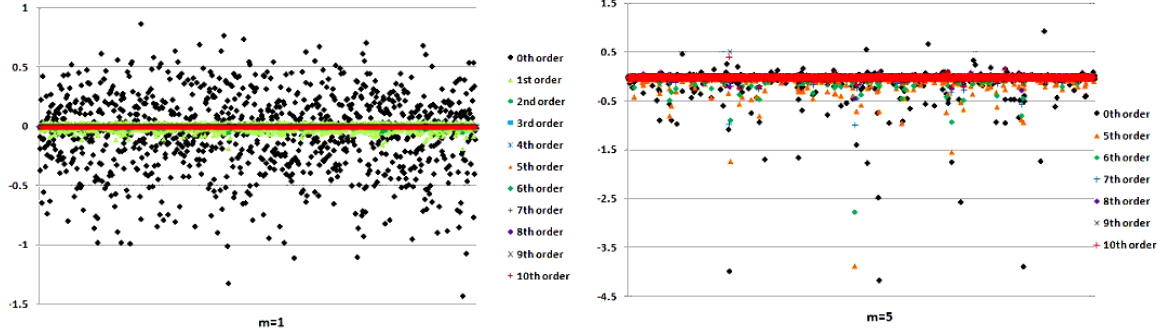 1
0.5
0
-0.5
-1
-1.5
0th order
1st order
2nd order
3rd order
4th order
5th order
6th order
7th order
8th order
9th order
10th order
m=1
1.5
0.5
-0.5
-1.5
-2.5
-3.5
-4.5
0th order
5th order
6th order
7th order
8th order
9th order
10th order
m=5